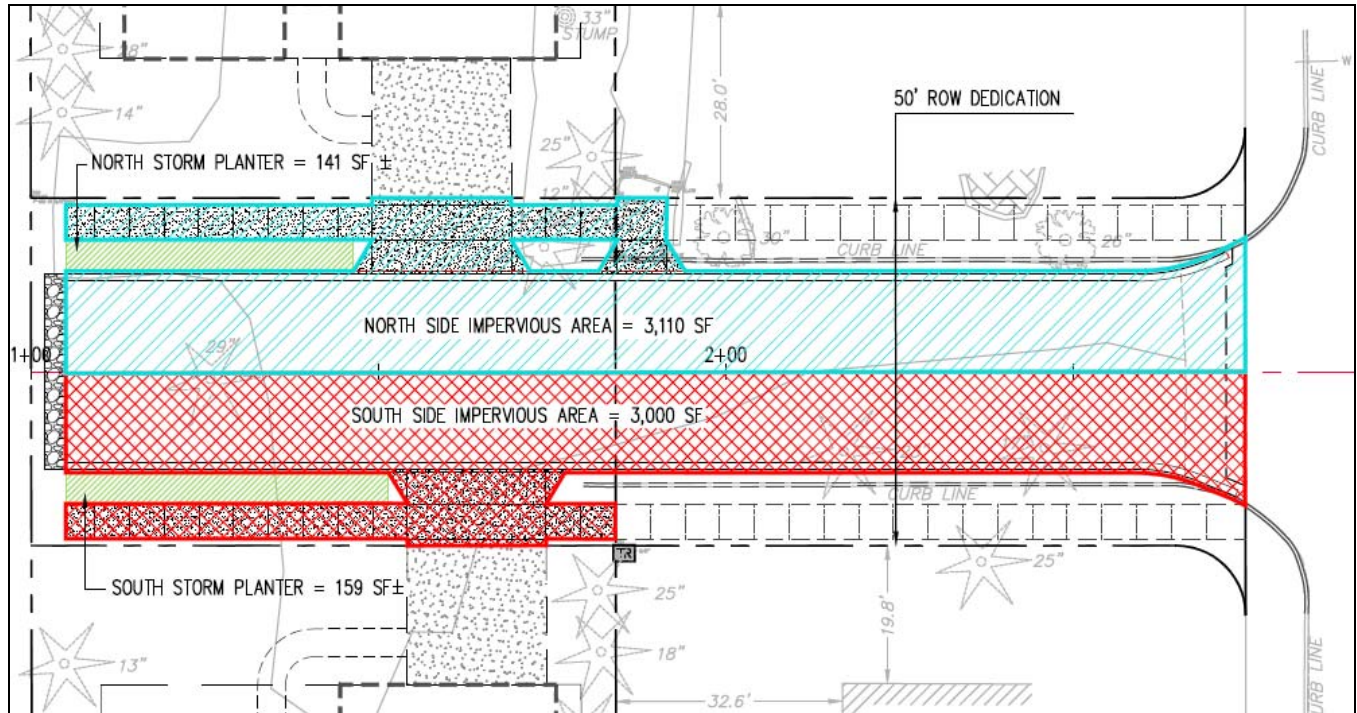 33"
STUMP
28"
14"
25"
28.0'
50' ROW DEDICATION
CURB LINE
W
NORTH STORM PLANTER = 141 SF ±
12"
30"
26"
CURB LINE
NORTH SIDE IMPERVIOUS AREA = 3,110 SF
29"
1+00
2+00
SOUTH SIDE IMPERVIOUS AREA = 3,000 SF
CURB LINE
TR
25"
25"
SOUTH STORM PLANTER = 159 SF±
19.8'
13"
18"
32.6'
CURB LINE